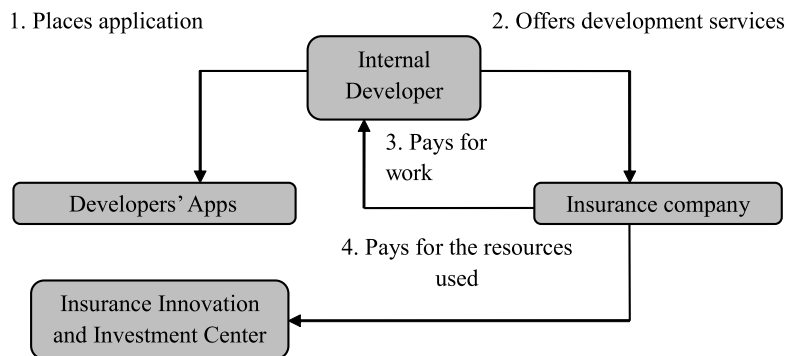 1. Places application
2. Offers development services
Internal
Developer
3. Pays for
work
Developers’ Apps
Insurance company
4. Pays for the resources
used
Insurance Innovation
and Investment Center